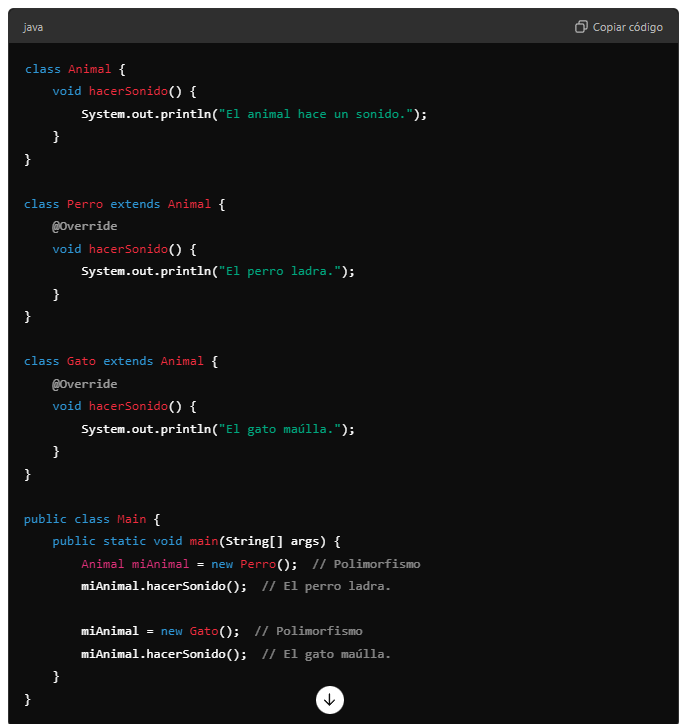 java
Copiar código
class Animal {
    void hacerSonido() {
        System.out.println("El animal hace un sonido.");
    }
}

class Perro extends Animal {
    @Override
    void hacerSonido() {
        System.out.println("El perro ladra.");
    }
}

class Gato extends Animal {
    @Override
    void hacerSonido() {
        System.out.println("El gato maúlla.");
    }
}

public class Main {
    public static void main(String[] args) {
        Animal miAnimal = new Perro();  // Polimorfismo
        miAnimal.hacerSonido();  // El perro ladra.

        miAnimal = new Gato();  // Polimorfismo
        miAnimal.hacerSonido();  // El gato maúlla.
    }
}